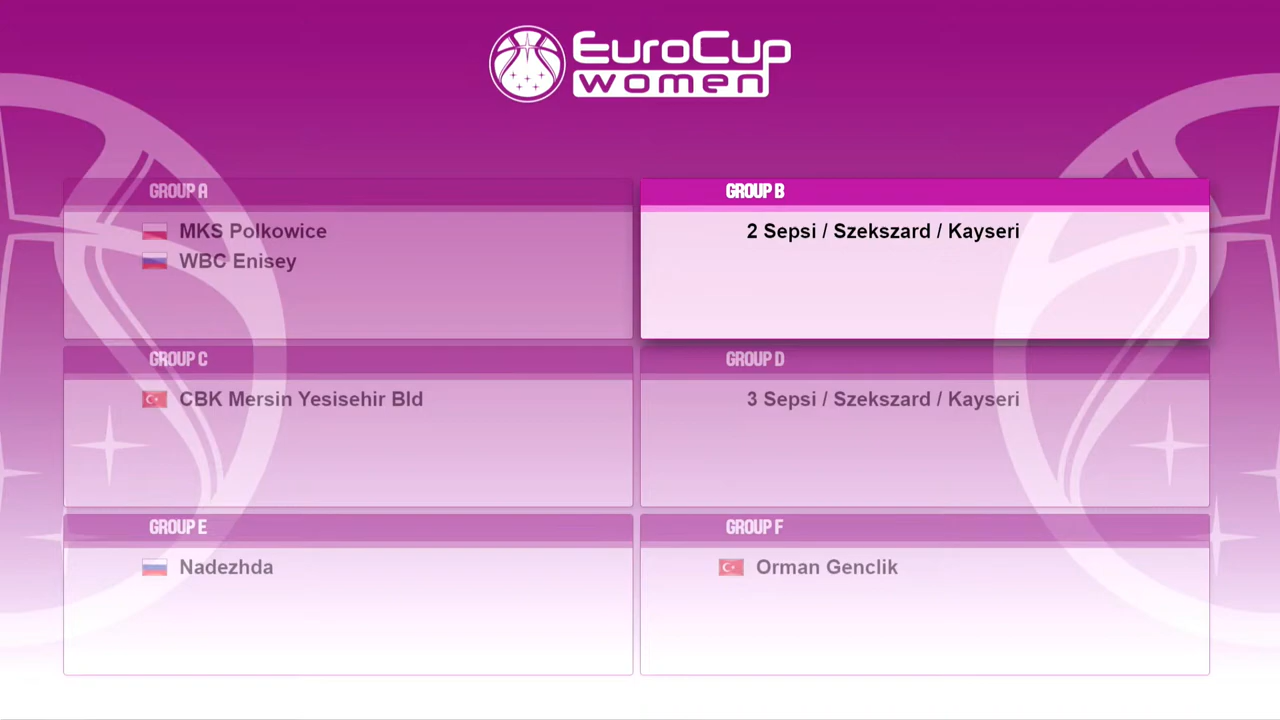 EuroCup
women
GROUP A
MKS Polkowice
WBC Enisey
GROUP B
2 Sepsi / Szekszard / Kayseri
GROUP C
CBK Mersin Yesisehir Bld
GROUP D
3 Sepsi / Szekszard / Kayseri
GROUP E
Nadezhda
GROUP F
Orman Genclik